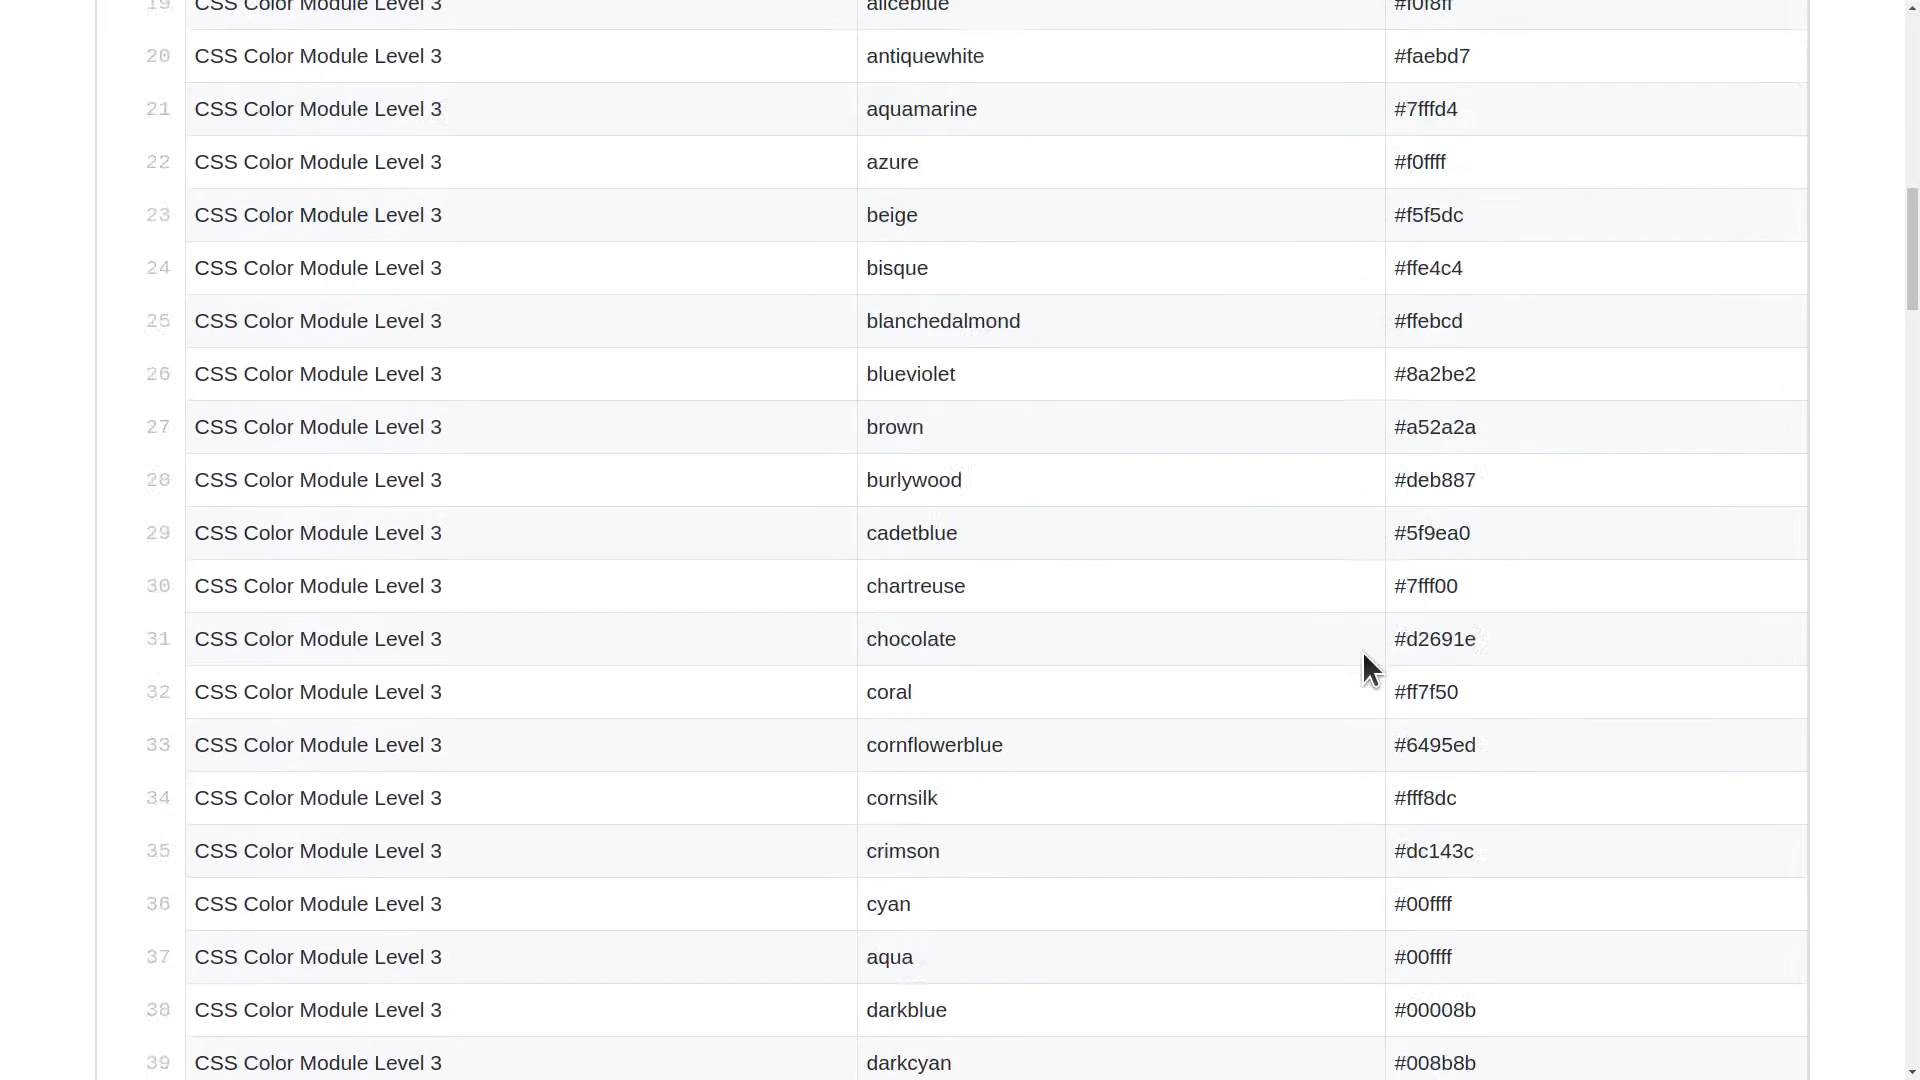 19 CSS Color Module Level 3 aliceblue #f0f8ff
20 CSS Color Module Level 3 antiquewhite #faebd7
21 CSS Color Module Level 3 aquamarine #7fffd4
22 CSS Color Module Level 3 azure #f0ffff
23 CSS Color Module Level 3 beige #f5f5dc
24 CSS Color Module Level 3 bisque #ffe4c4
25 CSS Color Module Level 3 blanchedalmond #ffebcd
26 CSS Color Module Level 3 blueviolet #8a2be2
27 CSS Color Module Level 3 brown #a52a2a
28 CSS Color Module Level 3 burlywood #deb887
29 CSS Color Module Level 3 cadetblue #5f9ea0
30 CSS Color Module Level 3 chartreuse #7fff00
31 CSS Color Module Level 3 chocolate #d2691e
32 CSS Color Module Level 3 coral #ff7f50
33 CSS Color Module Level 3 cornflowerblue #6495ed
34 CSS Color Module Level 3 cornsilk #fff8dc
35 CSS Color Module Level 3 crimson #dc143c
36 CSS Color Module Level 3 cyan #00ffff
37 CSS Color Module Level 3 aqua #00ffff
38 CSS Color Module Level 3 darkblue #00008b
39 CSS Color Module Level 3 darkcyan #008b8b